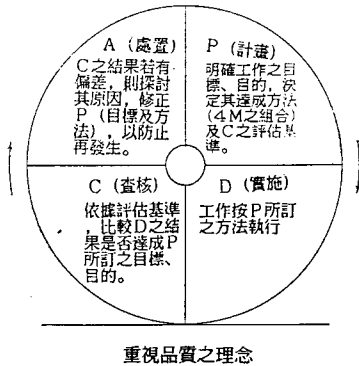 A (處置)
C之結果若有
偏差，則探討
其原因，修正
P (目標及方
法)，以防止
再發生。
P (計畫)
明確工作之目
標、目的，決
定其達成方法
(4M之組合)
及C之評估基
準。
C (查核)
依據評估基準
，比較D之結
果是否達成P
所訂之目標、
目的。
D (實施)
工作按P所訂
之方法執行
重視品質之理念